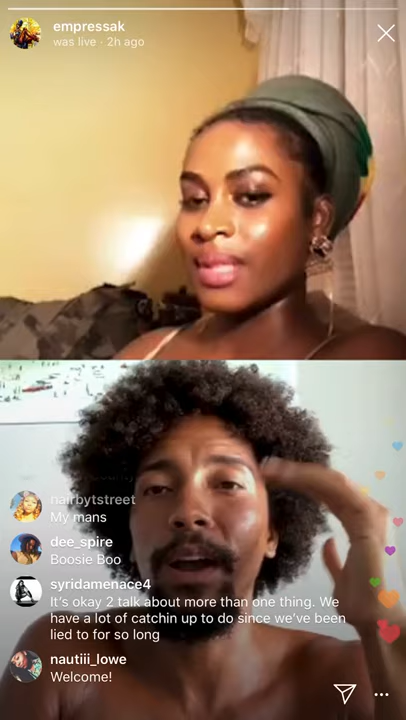 empressak
was live · 2h ago
hairbytstreet
My mans
dee_spire
Boosie Boo
syridamenace4
It's okay 2 talk about more than one thing. We
have a lot of catchin up to do since we've been
lied to for so long
nautiii_lowe
Welcome!